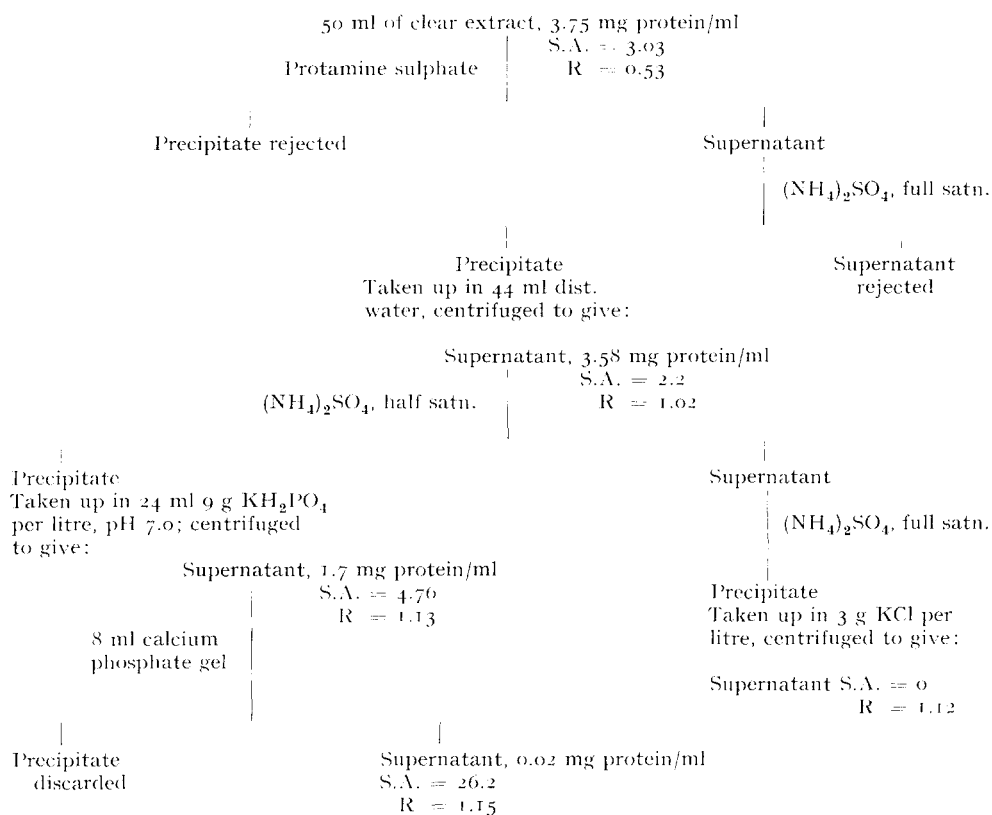 50 ml of clear extract, 3.75 mg protein/ml
S.A. = 3.03
Protamine sulphate
R = 0.53
Precipitate rejected
Supernatant
(NH₄)₂SO₄, full satn.
Precipitate
Taken up in 44 ml dist.
water, centrifuged to give:
Supernatant
rejected
Supernatant, 3.58 mg protein/ml
S.A. = 2.2
(NH₄)₂SO₄, half satn.
R = 1.02
Precipitate
Taken up in 24 ml 9 g KH₂PO₄
per litre, pH 7.0; centrifuged
to give:
Supernatant
(NH₄)₂SO₄, full satn.
Supernatant, 1.7 mg protein/ml
S.A. = 4.76
R = 1.13
8 ml calcium
phosphate gel
Precipitate
Taken up in 3 g KCl per
litre, centrifuged to give:
Supernatant S.A. = 0
R = 1.12
Precipitate
discarded
Supernatant, 0.02 mg protein/ml
S.A. = 26.2
R = 1.15